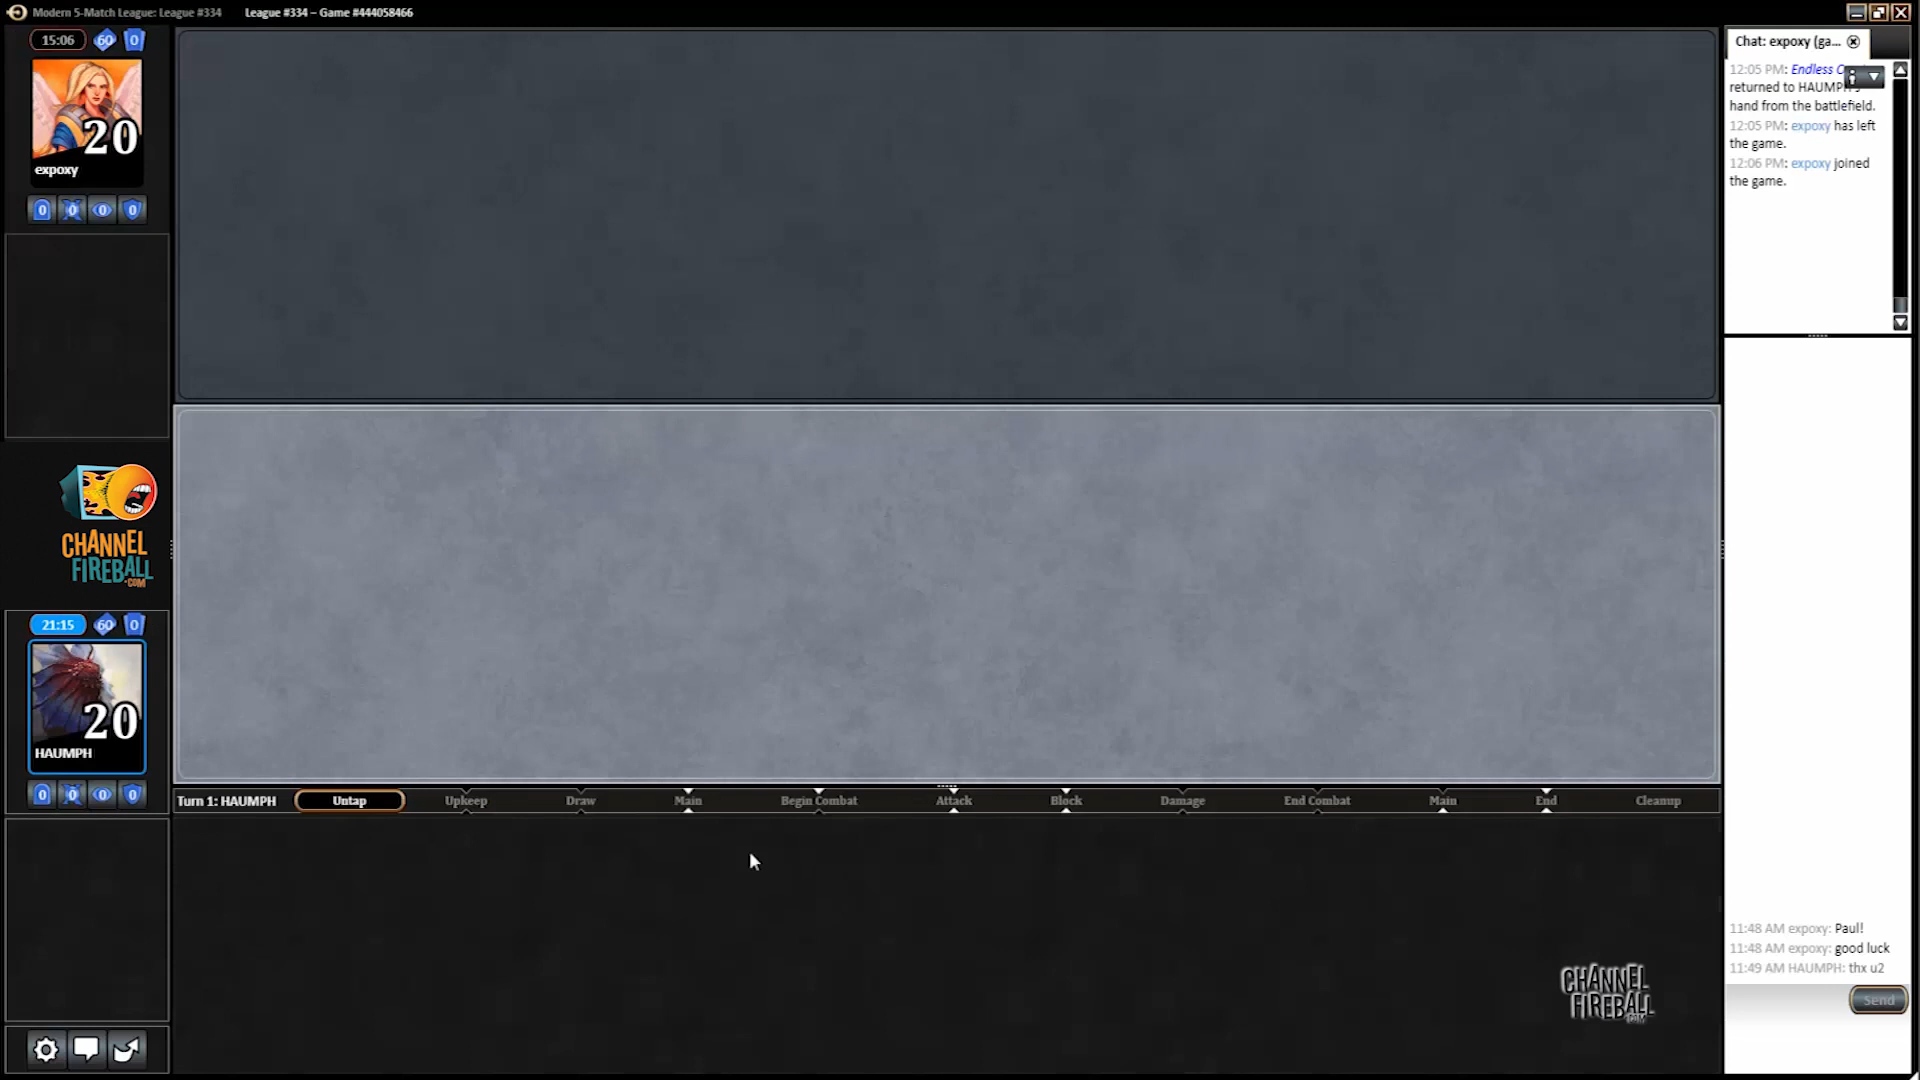 Modern 5-Match League: League #334 League #334 – Game #444058466
15:06 60 0
20
expoxy
0 0 0 0
CHANNEL
FIREBALL
.COM
21:15 60 0
20
HAUMPH
0 0 0 0
Turn 1: HAUMPH Untap Upkeep Draw Main Begin Combat Attack Block Damage End Combat Main End Cleanup
Chat: expoxy (ga...
12:05 PM: Endless
returned to HAUMPH's
hand from the battlefield.
12:05 PM: expoxy has left
the game.
12:06 PM: expoxy joined
the game.
11:48 AM expoxy: Paul!
11:48 AM expoxy: good luck
11:49 AM HAUMPH: thx u2
Send
CHANNEL
FIREBALL
.COM